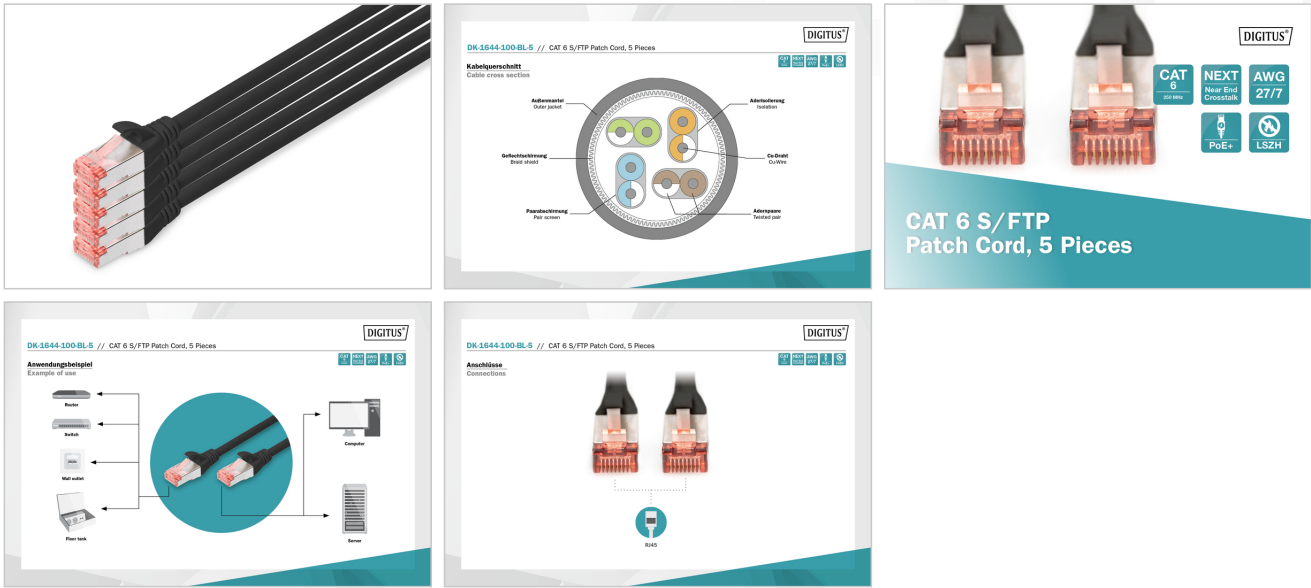 DIGITUS®
DK-1644-100-BL-5 // CAT 6 S/FTP Patch Cord, 5 Pieces
Kabelquerschnitt
Cable cross section
Außenmantel
Outer jacket
Aderisolierung
Isolation
Geflechtschirmung
Braid shield
Cu-Draht
Cu-Wire
Paarabschirmung
Pair screen
Adernpaare
Twisted pair
DIGITUS®
CAT
6
250 MHz
NEXT
Near End
Crosstalk
AWG
27/7
PoE+
LSZH
CAT 6 S/FTP
Patch Cord, 5 Pieces
DIGITUS®
DK-1644-100-BL-5 // CAT 6 S/FTP Patch Cord, 5 Pieces
Anwendungsbeispiel
Example of use
Router
Switch
Wall outlet
Computer
Server
DIGITUS®
DK-1644-100-BL-5 // CAT 6 S/FTP Patch Cord, 5 Pieces
Anschlüsse
Connections
RJ45